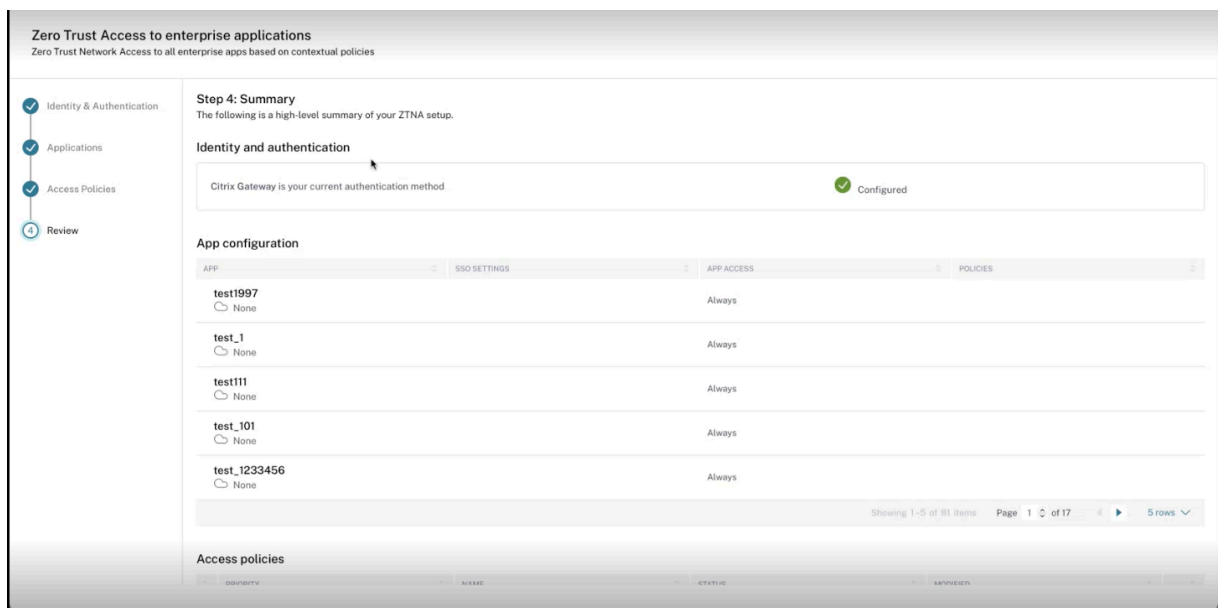 Zero Trust Access to enterprise applications
Zero Trust Network Access to all enterprise apps based on contextual policies
Identity & Authentication
Applications
Access Policies
4 Review
Step 4: Summary
The following is a high-level summary of your ZTNA setup.
Identity and authentication
Citrix Gateway is your current authentication method
Configured
App configuration
APP SSO SETTINGS APP ACCESS POLICIES
test1997
None
Always
test_1
None
Always
test111
None
Always
test_101
None
Always
test_1233456
None
Always
Showing 1-5 of 81 items Page 1 of 17 5 rows
Access policies
PRIORITY NAME STATUS MODIFIED